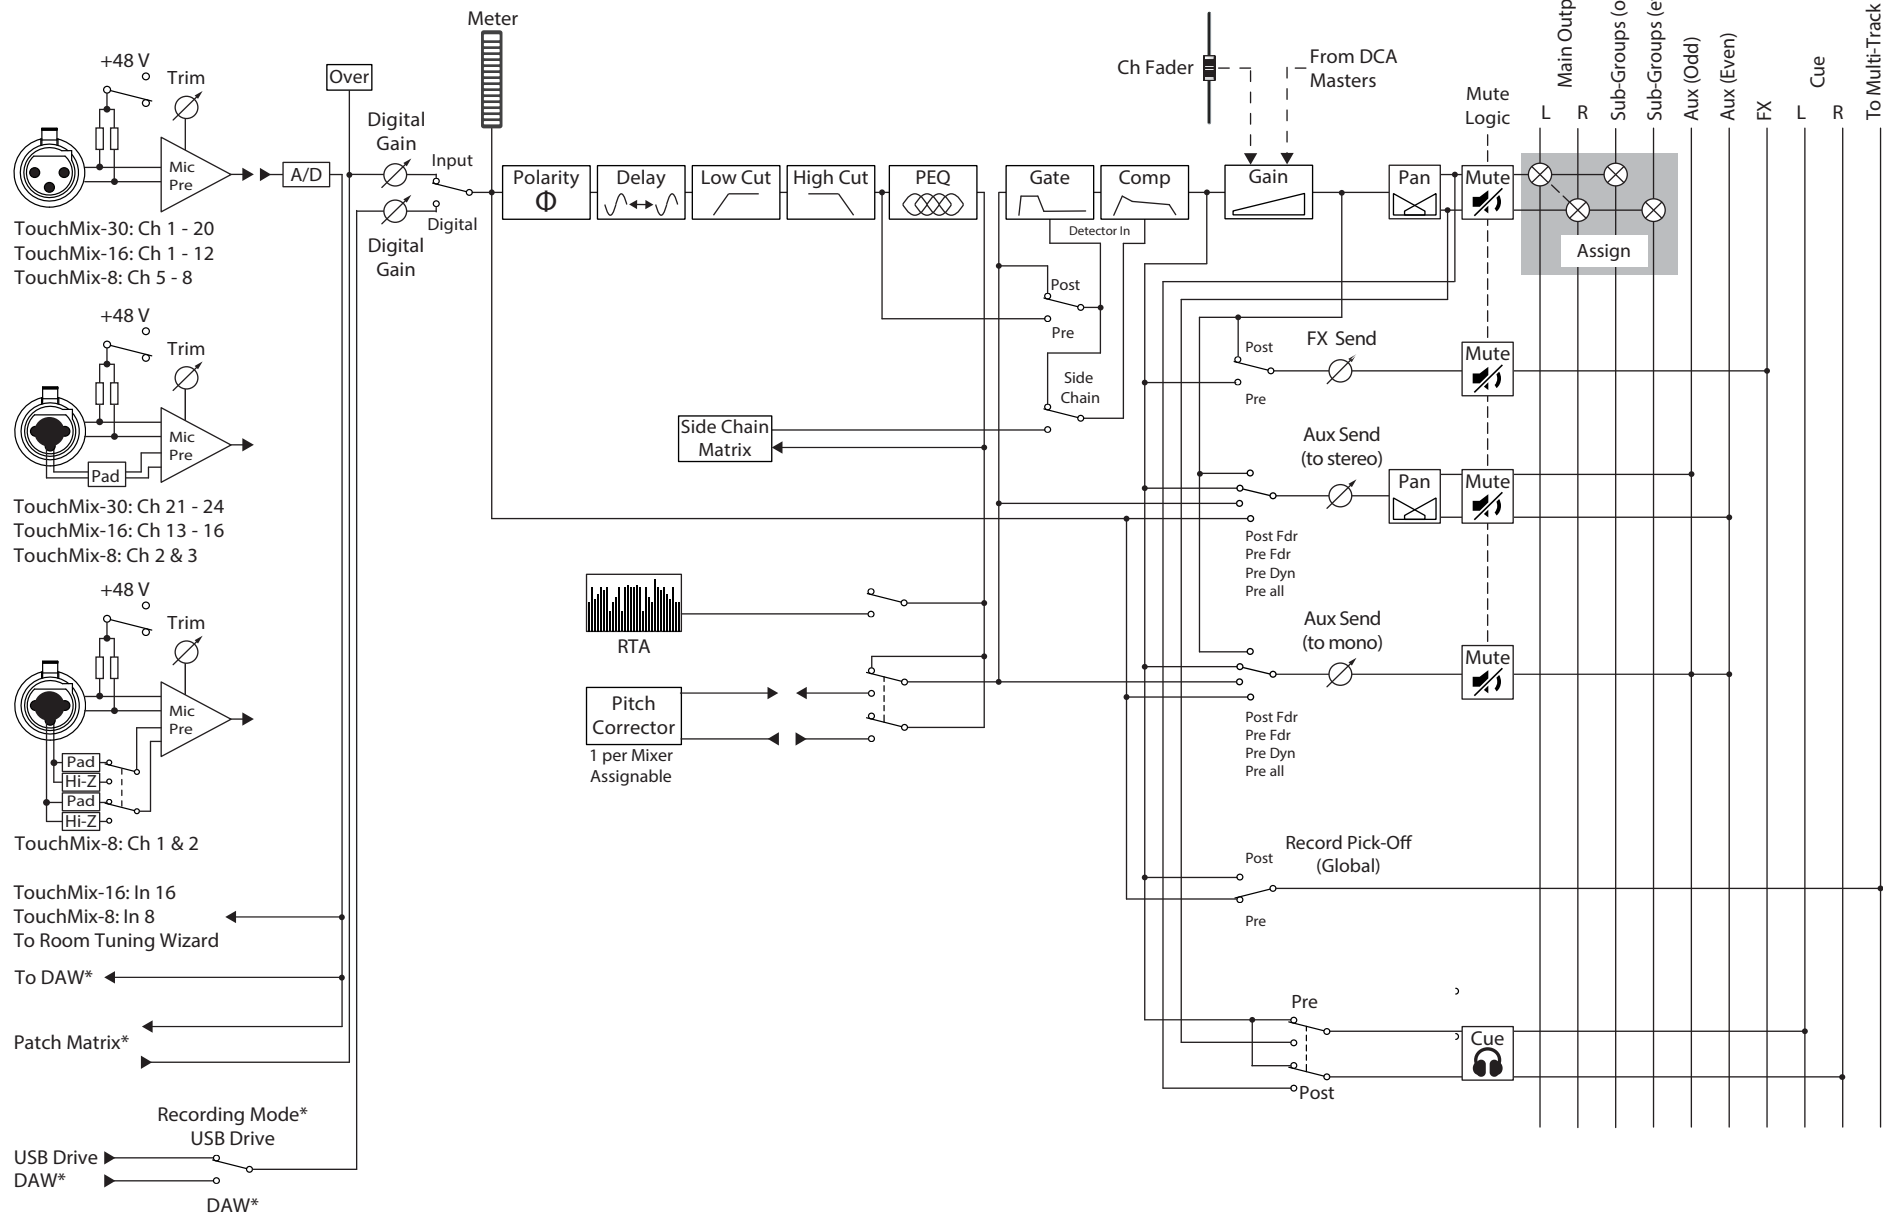 Meter
+48 V
Trim
Over
Digital
Gain
Input
Digital
Digital
Gain
Mic
Pre
A/D
TouchMix-30: Ch 1 - 20
TouchMix-16: Ch 1 - 12
TouchMix-8: Ch 5 - 8
Polarity
Φ
Delay
Low Cut
High Cut
PEQ
Gate
Comp
Detector In
Ch Fader
From DCA
Masters
Gain
Pan
Mute
Logic
Mute
Assign
L
R
Sub-Groups
Sub-Groups
Aux (Odd)
Aux (Even)
FX
Cue
L
R
To Multi-Track
Post
Pre
Side
Chain
Side Chain
Matrix
Post
FX Send
Pre
Mute
+48 V
Trim
Mic
Pre
Pad
TouchMix-30: Ch 21 - 24
TouchMix-16: Ch 13 - 16
TouchMix-8: Ch 2 & 3
Aux Send
(to stereo)
Pan
Mute
Post Fdr
Pre Fdr
Pre Dyn
Pre all
RTA
Aux Send
(to mono)
Mute
Post Fdr
Pre Fdr
Pre Dyn
Pre all
Pitch
Corrector
1 per Mixer
Assignable
+48 V
Trim
Mic
Pre
Pad
Hi-Z
Pad
Hi-Z
TouchMix-8: Ch 1 & 2
TouchMix-16: In 16
TouchMix-8: In 8
To Room Tuning Wizard
To DAW*
Patch Matrix*
Post
Record Pick-Off
(Global)
Pre
Pre
Post
Cue
Recording Mode*
USB Drive
USB Drive
DAW*
DAW*